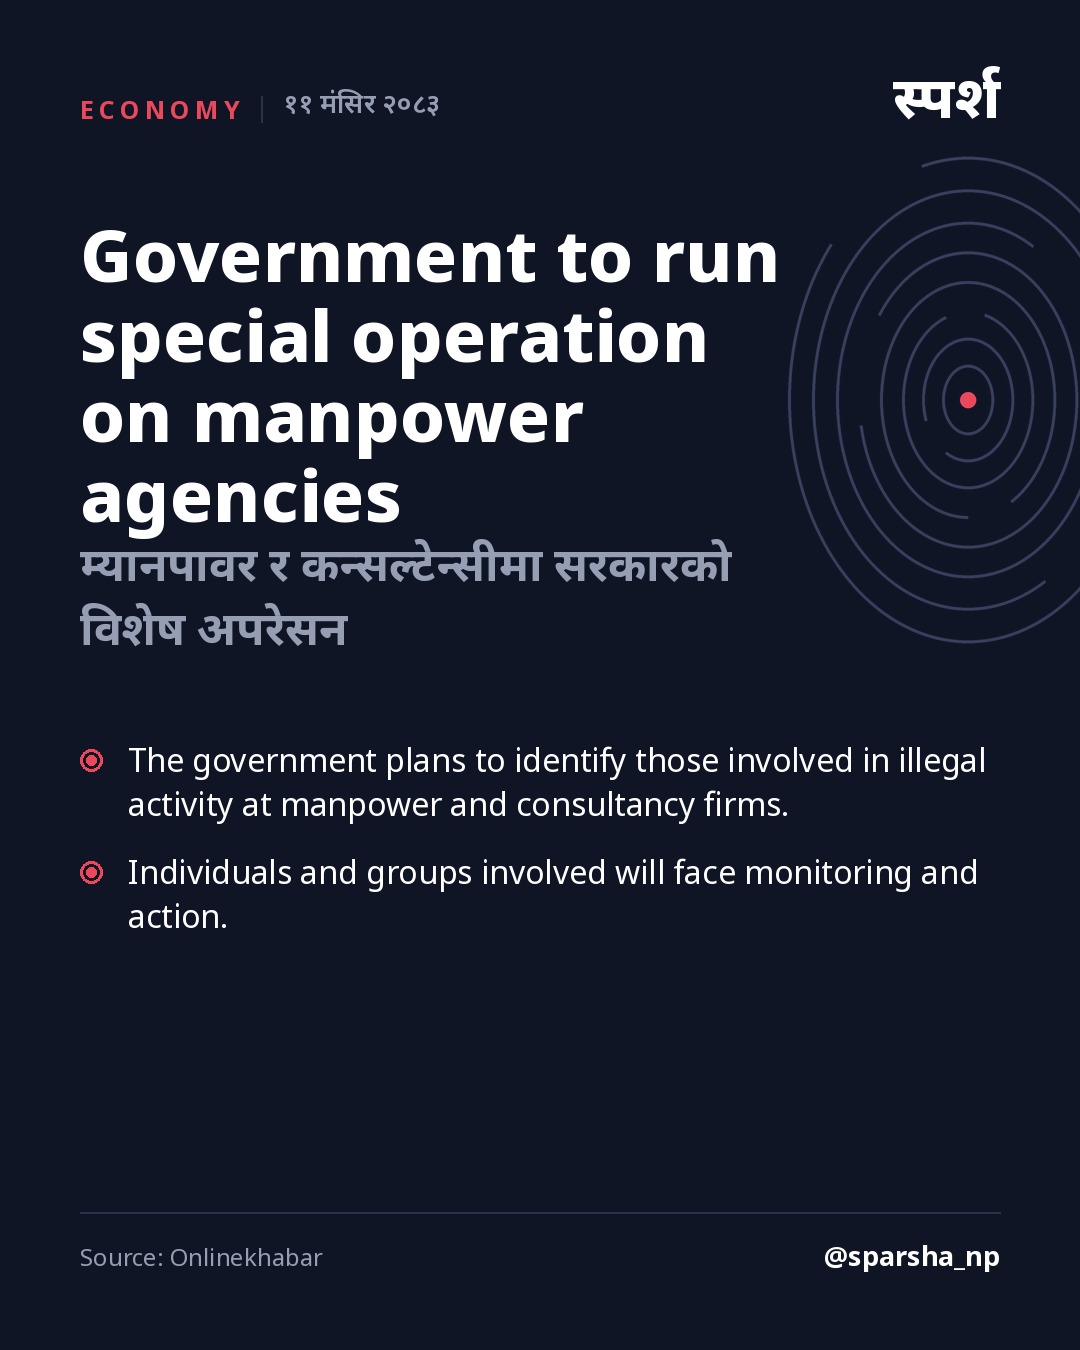 ECONOMY
११ मंसिर २०८३
स्पर्श
Government to run
special operation
on manpower
agencies
म्यानपावर र कन्सल्टेन्सीमा सरकारको
विशेष अपरेसन
The government plans to identify those involved in illegal
activity at manpower and consultancy firms.
Individuals and groups involved will face monitoring and
action.
Source: Onlinekhabar
@sparsha_np